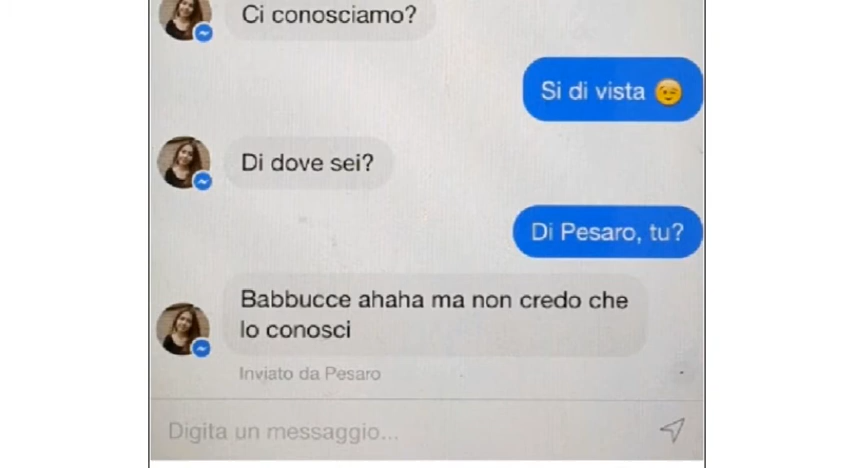 Ci conosciamo?
Si di vista 😉
Di dove sei?
Di Pesaro, tu?
Babbucce ahaha ma non credo che
lo conosci
Inviato da Pesaro
Digita un messaggio...